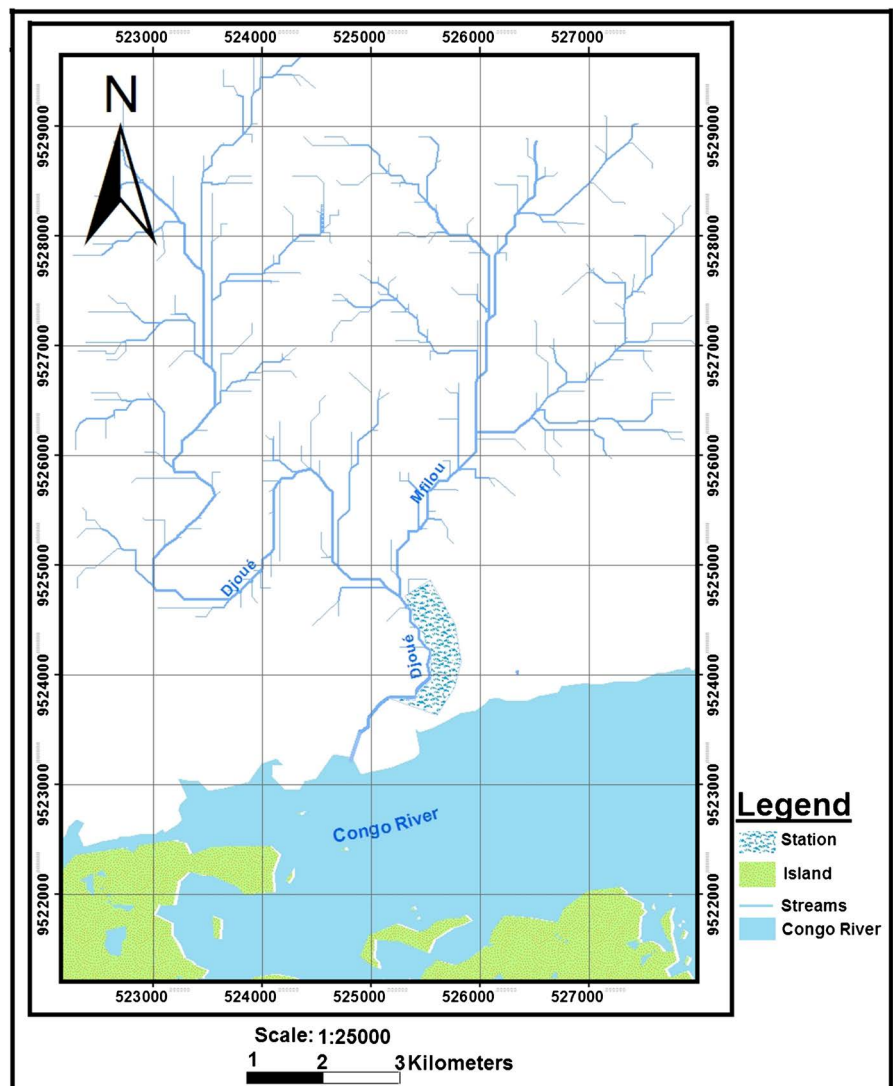 523000 524000 525000 526000 527000
N
9529000 9529000
9528000 9528000
9527000 9527000
9526000 9526000
Mfilou
9525000 9525000
Djoué
Djoué
9524000 9524000
9523000 9523000
Congo River
9522000 9522000
523000 524000 525000 526000 527000
Legend
Station
Island
Streams
Congo River
Scale: 1:25000
1 2 3 Kilometers